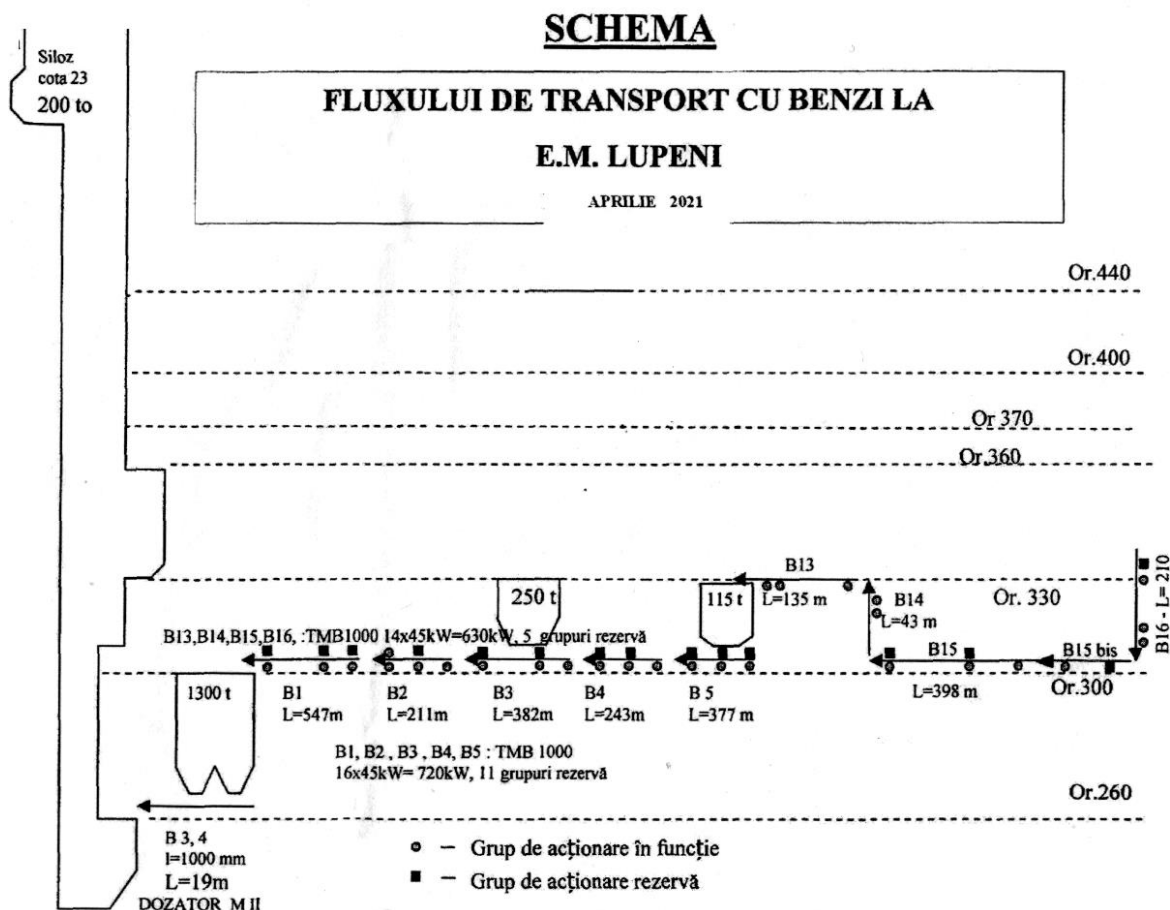 SCHEMA
Siloz
cota 23
200 to
FLUXULUI DE TRANSPORT CU BENZI LA
E.M. LUPENI
APRILIE 2021
Or.440
Or.400
Or 370
Or.360
B13
250 t
115 t
L=135 m
B14
L=43 m
Or. 330
B16 - L= 210
B13,B14,B15,B16, :TMB1000 14x45kW=630kW, 5 grupuri rezervă
B15
B15 bis
1300 t
B1
L=547m
B2
L=211m
B3
L=382m
B4
L=243m
B 5
L=377 m
L=398 m
Or.300
B1, B2 , B3 , B4, B5 : TMB 1000
16x45kW= 720kW, 11 grupuri rezervă
Or.260
B 3, 4
l=1000 mm
L=19m
DOZATOR M II
– Grup de acționare în funcție
– Grup de acționare rezervă